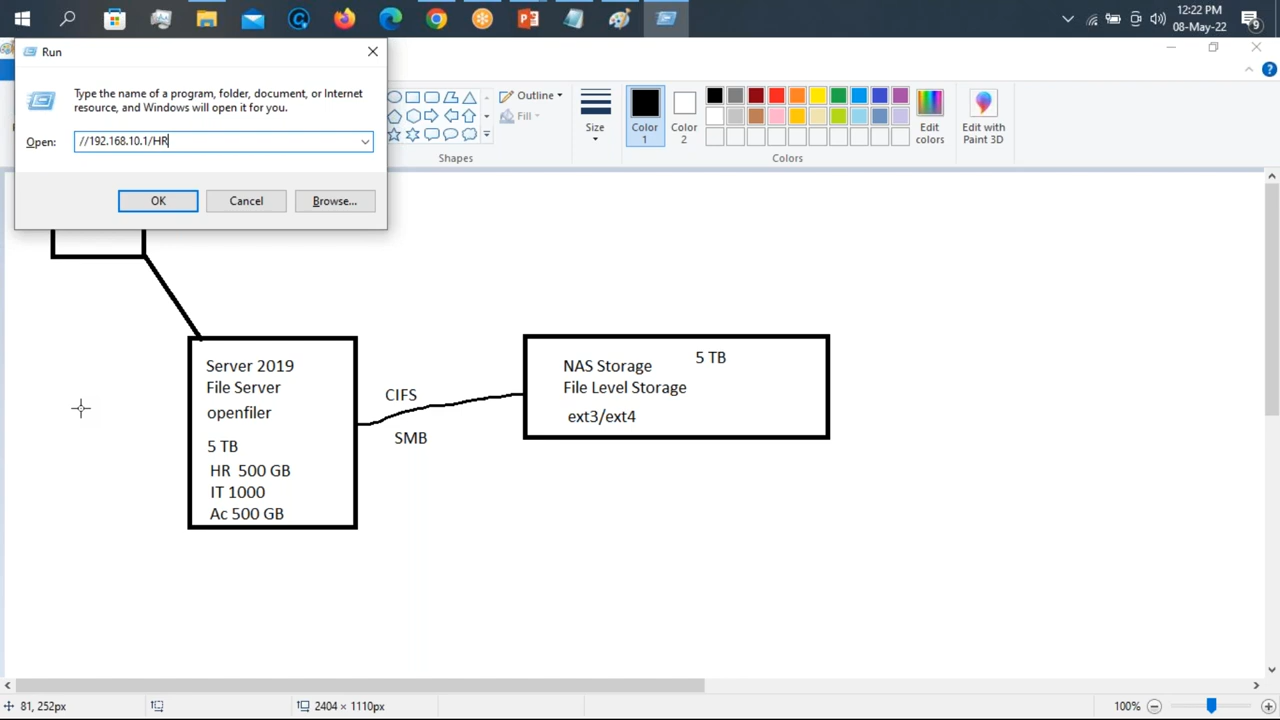 12:22 PM
08-May-22
9
Run
Type the name of a program, folder, document, or Internet
resource, and Windows will open it for you.
Open: //192.168.10.1/HR
OK Cancel Browse...
Outline
Fill
Shapes
Size
Color
1
Color
2
Edit
colors
Edit with
Paint 3D
Colors
Server 2019
File Server
openfiler
5 TB
HR 500 GB
IT 1000
Ac 500 GB
CIFS
SMB
NAS Storage 5 TB
File Level Storage
ext3/ext4
81, 252px
2404 × 1110px
100%